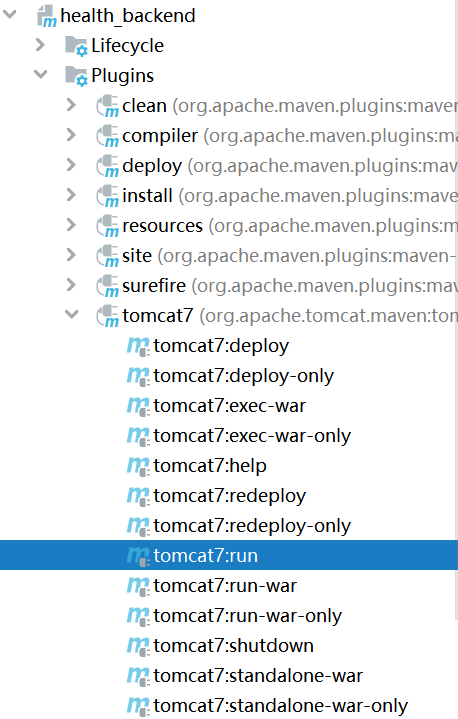 health_backend
Lifecycle
Plugins
clean (org.apache.maven.plugins:maven
compiler (org.apache.maven.plugins:ma
deploy (org.apache.maven.plugins:mav
install (org.apache.maven.plugins:mave
resources (org.apache.maven.plugins:m
site (org.apache.maven.plugins:maven-
surefire (org.apache.maven.plugins:mav
tomcat7 (org.apache.tomcat.maven:tom
tomcat7:deploy
tomcat7:deploy-only
tomcat7:exec-war
tomcat7:exec-war-only
tomcat7:help
tomcat7:redeploy
tomcat7:redeploy-only
tomcat7:run
tomcat7:run-war
tomcat7:run-war-only
tomcat7:shutdown
tomcat7:standalone-war
tomcat7:standalone-war-only